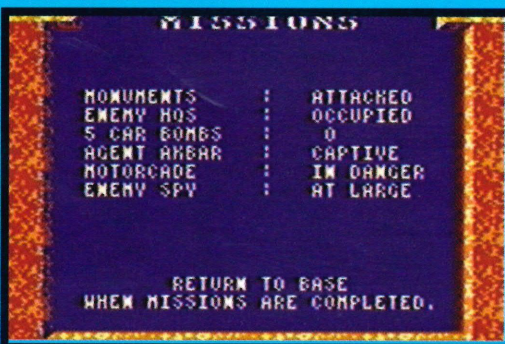 MISSIONS
MONUMENTS : ATTACKED
ENEMY HQS : OCCUPIED
5 CAR BOMBS : 0
AGENT AKBAR : CAPTIVE
MOTORCADE : IN DANGER
ENEMY SPY : AT LARGE
RETURN TO BASE
WHEN MISSIONS ARE COMPLETED.